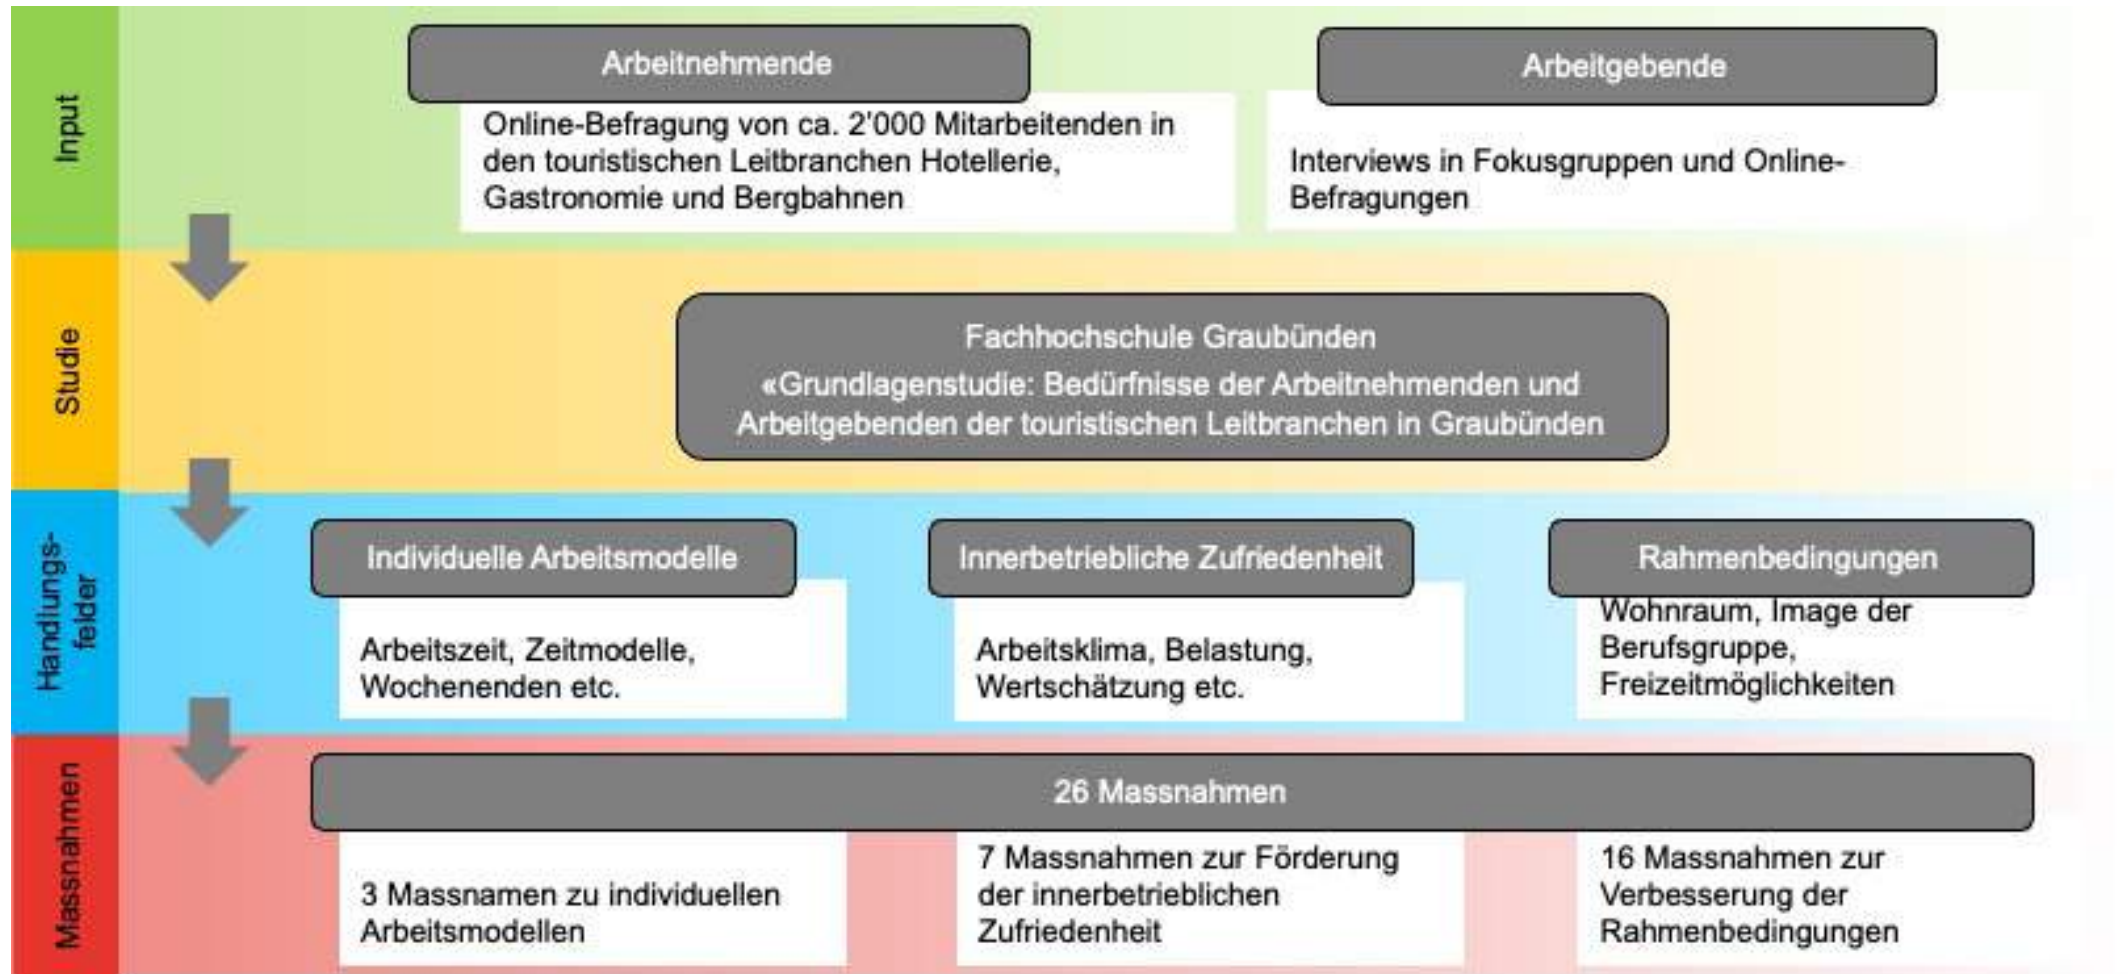 Input
Arbeitnehmende
Online-Befragung von ca. 2'000 Mitarbeitenden in
den touristischen Leitbranchen Hotellerie,
Gastronomie und Bergbahnen
Arbeitgebende
Interviews in Fokusgruppen und Online-
Befragungen
Studie
Fachhochschule Graubünden
«Grundlagenstudie: Bedürfnisse der Arbeitnehmenden und
Arbeitgebenden der touristischen Leitbranchen in Graubünden
Handlungs-
felder
Individuelle Arbeitsmodelle
Arbeitszeit, Zeitmodelle,
Wochenenden etc.
Innerbetriebliche Zufriedenheit
Arbeitsklima, Belastung,
Wertschätzung etc.
Rahmenbedingungen
Wohnraum, Image der
Berufsgruppe,
Freizeitmöglichkeiten
Massnahmen
26 Massnahmen
3 Massnamen zu individuellen
Arbeitsmodellen
7 Massnahmen zur Förderung
der innerbetrieblichen
Zufriedenheit
16 Massnahmen zur
Verbesserung der
Rahmenbedingungen